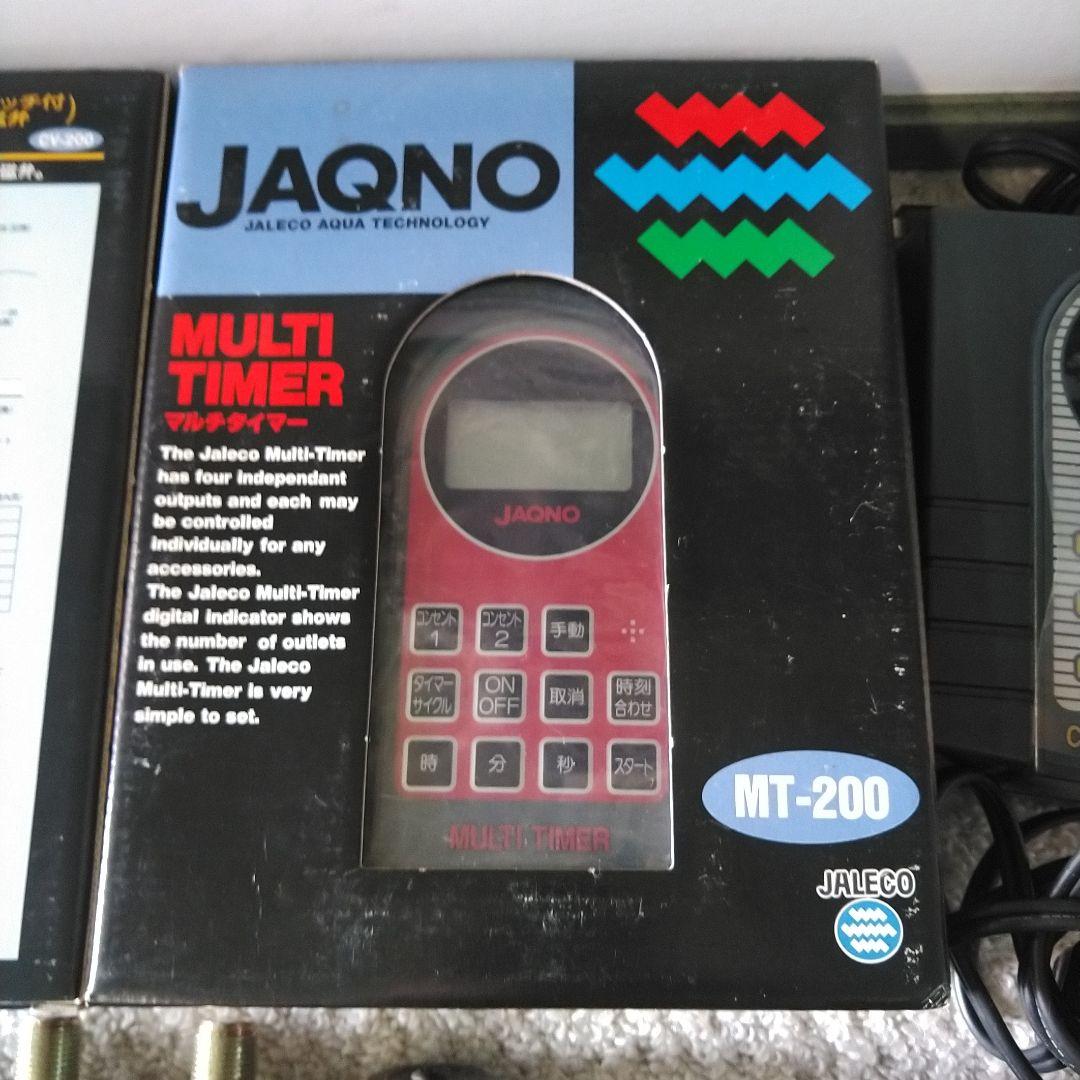 ッチ付)
CV-200
磁弁。
JAQNO
JALECO AQUA TECHNOLOGY
MULTI
TIMER
マルチタイマー
The Jaleco Multi-Timer
has four independant
outputs and each may
be controlled
individually for any
accessories.
The Jaleco Multi-Timer
digital indicator shows
the number of outlets
in use. The Jaleco
Multi-Timer is very
simple to set.
JAQNO
コンセント
1
コンセント
2
手動
タイマー
サイクル
ON
OFF
取消
時刻
合わせ
時
分
秒
スタート
MULTI TIMER
MT-200
JALECO